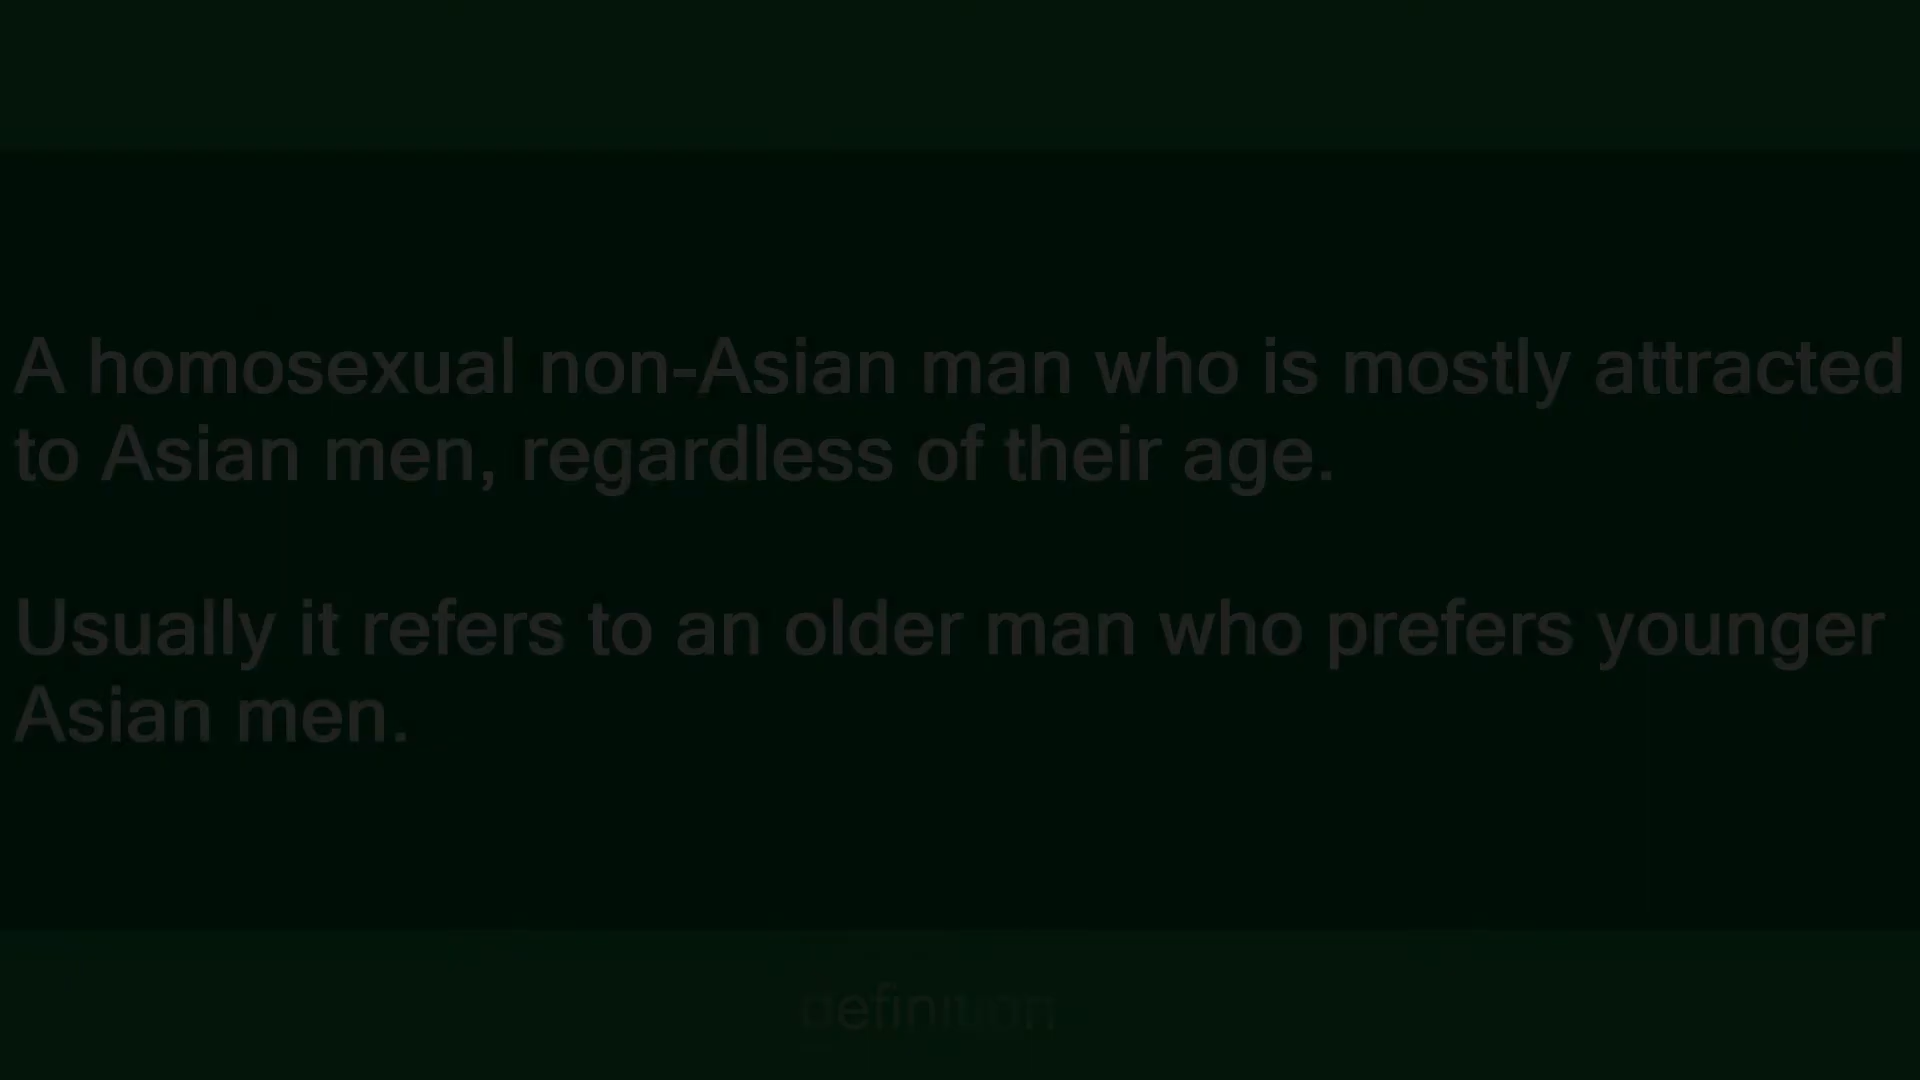 A homosexual non-Asian man who is mostly attracted
to Asian men, regardless of their age.
Usually it refers to an older man who prefers younger
Asian men.
definition